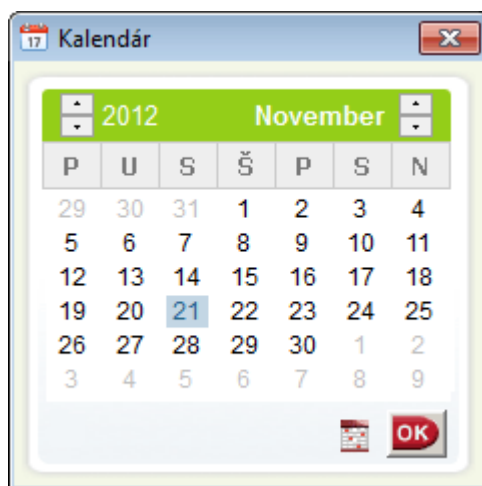 17 Kalendár
2012 November
P U S Š P S N
29 30 31 1 2 3 4
5 6 7 8 9 10 11
12 13 14 15 16 17 18
19 20 21 22 23 24 25
26 27 28 29 30 1 2
3 4 5 6 7 8 9
OK